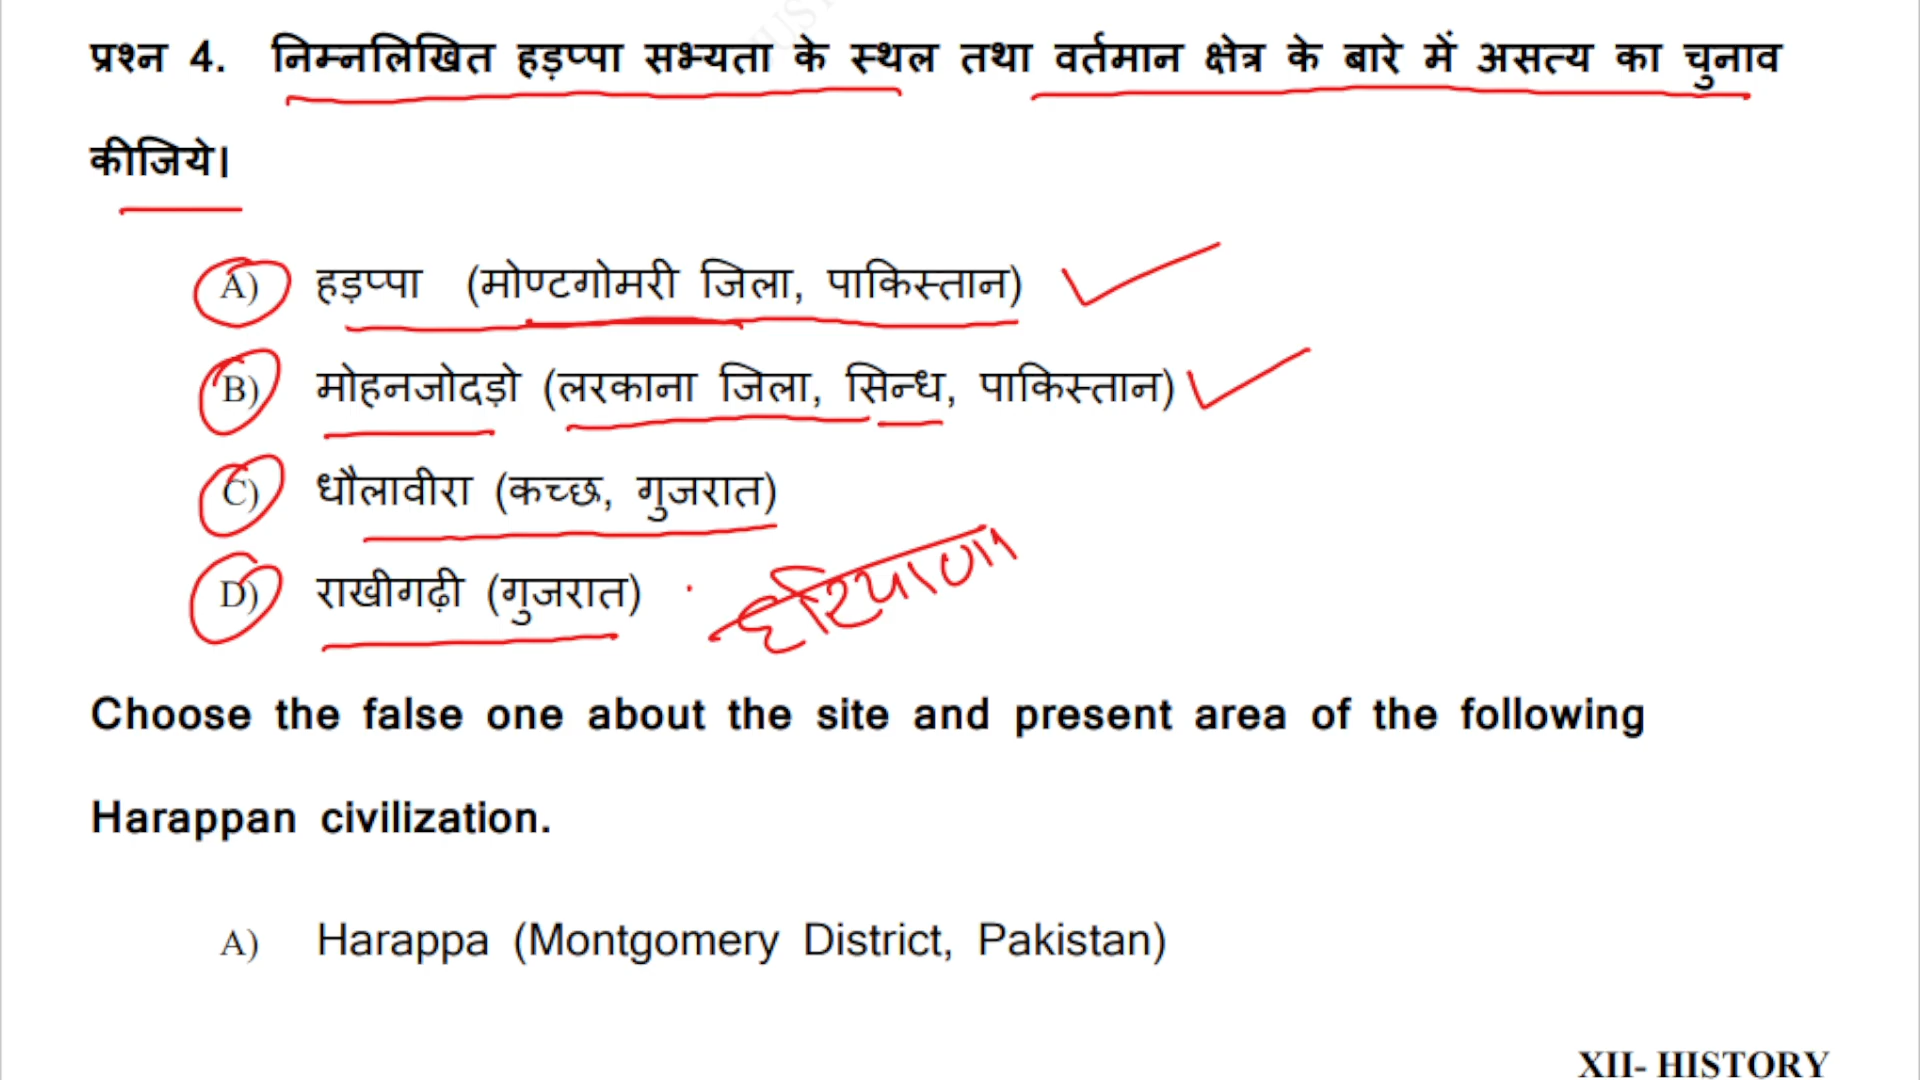 प्रश्न 4. निम्नलिखित हड़प्पा सभ्यता के स्थल तथा वर्तमान क्षेत्र के बारे में असत्य का चुनाव
कीजिये।
A) हड़प्पा (मोण्टगोमरी जिला, पाकिस्तान)
B) मोहनजोदड़ो (लरकाना जिला, सिन्ध, पाकिस्तान)
C) धौलावीरा (कच्छ, गुजरात)
D) राखीगढ़ी (गुजरात) हरियाणा
Choose the false one about the site and present area of the following
Harappan civilization.
A) Harappa (Montgomery District, Pakistan)
XII- HISTORY